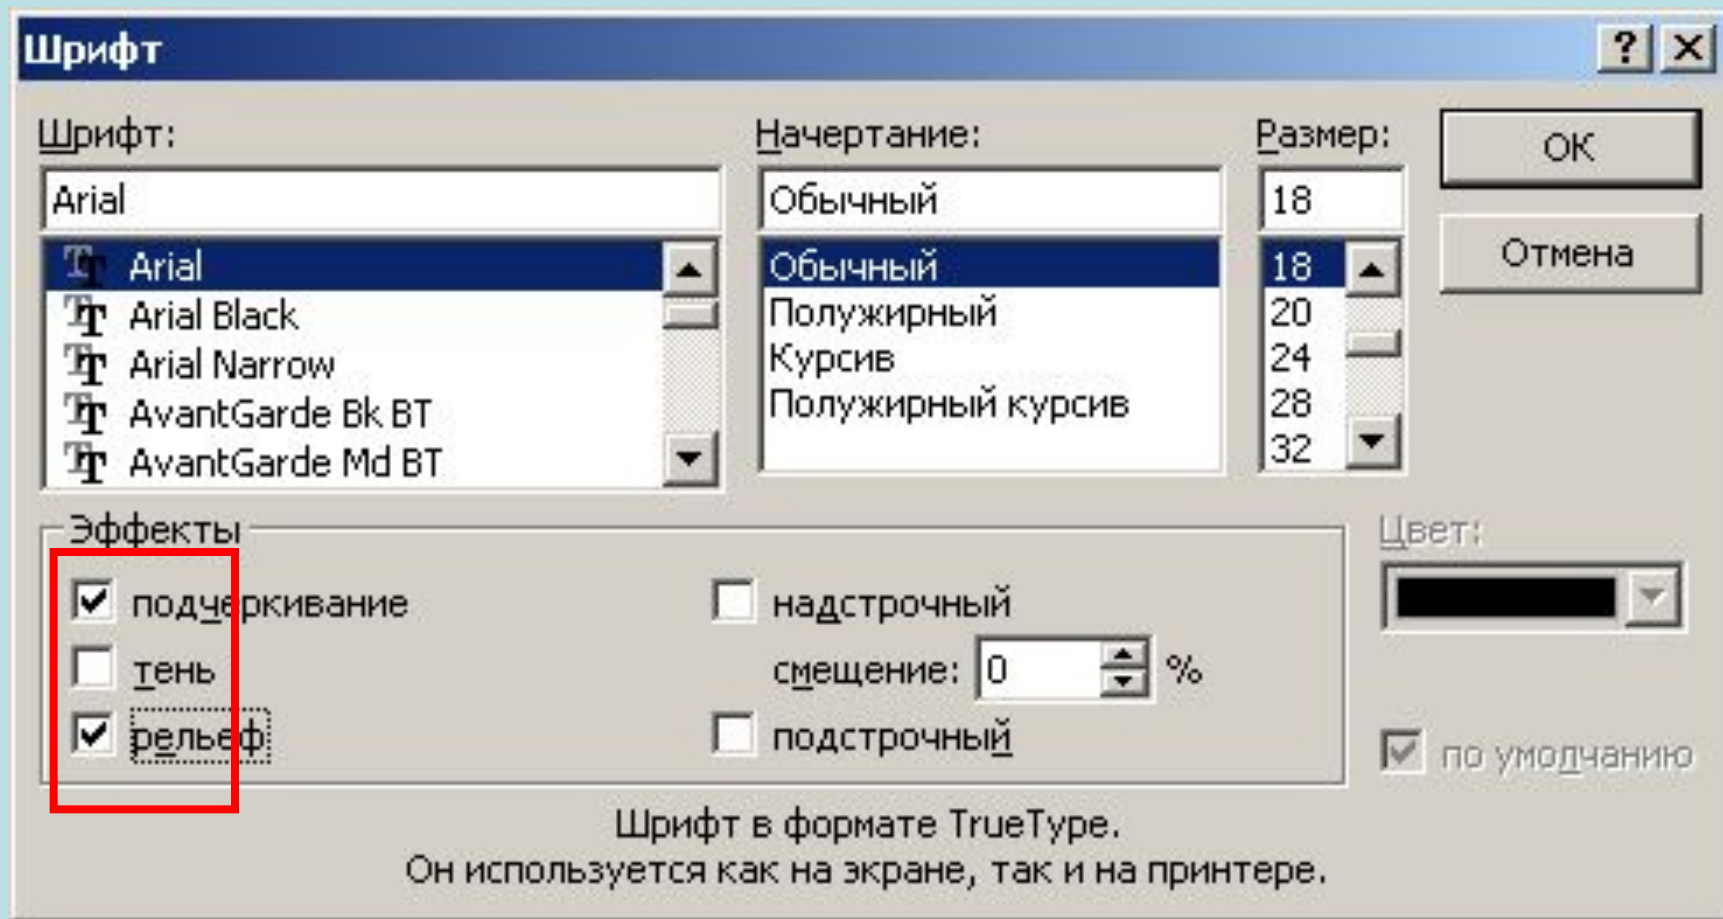 Шрифт
Шрифт: Начертание: Размер:
Arial Обычный 18
ОК
Отмена
Arial
Arial Black
Arial Narrow
AvantGarde Bk BT
AvantGarde Md BT
Обычный
Полужирный
Курсив
Полужирный курсив
18
20
24
28
32
Эффекты
подчеркивание
тень
рельеф
надстрочный
смещение: 0 %
подстрочный
Цвет:
по умолчанию
Шрифт в формате TrueType.
Он используется как на экране, так и на принтере.